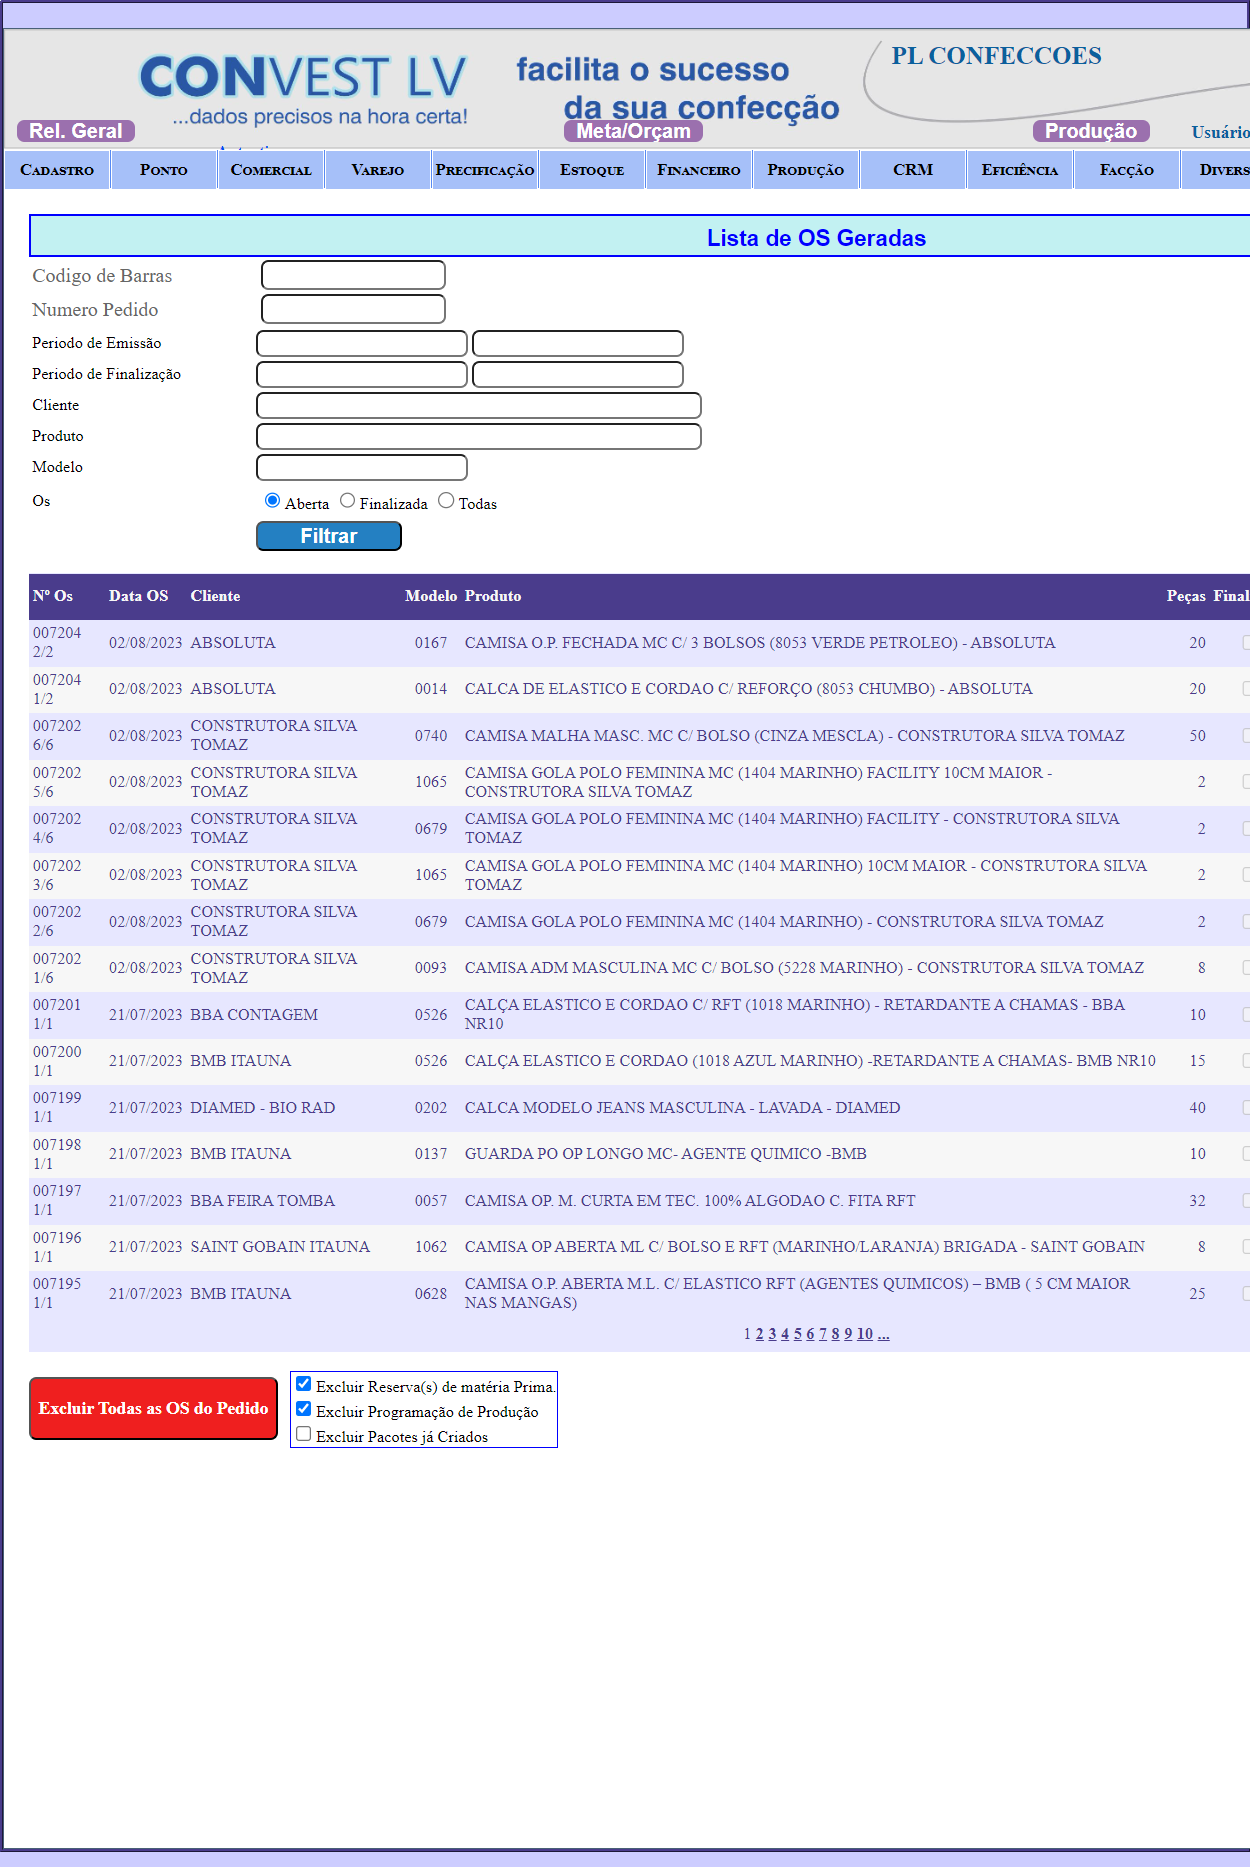 CONVEST LV
...dados precisos na hora certa!
facilita o sucesso
da sua confecção
PL CONFECCOES
Rel. Geral
Meta/Orçam
Produção
Usuário
CADASTRO PONTO COMERCIAL VAREJO PRECIFICAÇÃO ESTOQUE FINANCEIRO PRODUÇÃO CRM EFICIÊNCIA FACÇÃO DIVERS
Lista de OS Geradas
Codigo de Barras
Numero Pedido
Periodo de Emissão
Periodo de Finalização
Cliente
Produto
Modelo
Os Aberta Finalizada Todas
Filtrar
Nº Os Data OS Cliente Modelo Produto Peças Final
007204
2/2 02/08/2023 ABSOLUTA 0167 CAMISA O.P. FECHADA MC C/ 3 BOLSOS (8053 VERDE PETROLEO) - ABSOLUTA 20
007204
1/2 02/08/2023 ABSOLUTA 0014 CALCA DE ELASTICO E CORDAO C/ REFORÇO (8053 CHUMBO) - ABSOLUTA 20
007202 CONSTRUTORA SILVA
6/6 02/08/2023 TOMAZ 0740 CAMISA MALHA MASC. MC C/ BOLSO (CINZA MESCLA) - CONSTRUTORA SILVA TOMAZ 50
007202 CONSTRUTORA SILVA CAMISA GOLA POLO FEMININA MC (1404 MARINHO) FACILITY 10CM MAIOR -
5/6 02/08/2023 TOMAZ 1065 CONSTRUTORA SILVA TOMAZ 2
007202 CONSTRUTORA SILVA CAMISA GOLA POLO FEMININA MC (1404 MARINHO) FACILITY - CONSTRUTORA SILVA
4/6 02/08/2023 TOMAZ 0679 TOMAZ 2
007202 CONSTRUTORA SILVA CAMISA GOLA POLO FEMININA MC (1404 MARINHO) 10CM MAIOR - CONSTRUTORA SILVA
3/6 02/08/2023 TOMAZ 1065 TOMAZ 2
007202 CONSTRUTORA SILVA
2/6 02/08/2023 TOMAZ 0679 CAMISA GOLA POLO FEMININA MC (1404 MARINHO) - CONSTRUTORA SILVA TOMAZ 2
007202 CONSTRUTORA SILVA
1/6 02/08/2023 TOMAZ 0093 CAMISA ADM MASCULINA MC C/ BOLSO (5228 MARINHO) - CONSTRUTORA SILVA TOMAZ 8
007201 CALÇA ELASTICO E CORDAO C/ RFT (1018 MARINHO) - RETARDANTE A CHAMAS - BBA
1/1 21/07/2023 BBA CONTAGEM 0526 NR10 10
007200
1/1 21/07/2023 BMB ITAUNA 0526 CALÇA ELASTICO E CORDAO (1018 AZUL MARINHO) -RETARDANTE A CHAMAS- BMB NR10 15
007199
1/1 21/07/2023 DIAMED - BIO RAD 0202 CALCA MODELO JEANS MASCULINA - LAVADA - DIAMED 40
007198
1/1 21/07/2023 BMB ITAUNA 0137 GUARDA PO OP LONGO MC- AGENTE QUIMICO -BMB 10
007197
1/1 21/07/2023 BBA FEIRA TOMBA 0057 CAMISA OP. M. CURTA EM TEC. 100% ALGODAO C. FITA RFT 32
007196
1/1 21/07/2023 SAINT GOBAIN ITAUNA 1062 CAMISA OP ABERTA ML C/ BOLSO E RFT (MARINHO/LARANJA) BRIGADA - SAINT GOBAIN 8
007195 CAMISA O.P. ABERTA M.L. C/ ELASTICO RFT (AGENTES QUIMICOS) – BMB ( 5 CM MAIOR
1/1 21/07/2023 BMB ITAUNA 0628 NAS MANGAS) 25
1 2 3 4 5 6 7 8 9 10 ...
Excluir Todas as OS do Pedido
Excluir Reserva(s) de matéria Prima.
Excluir Programação de Produção
Excluir Pacotes já Criados